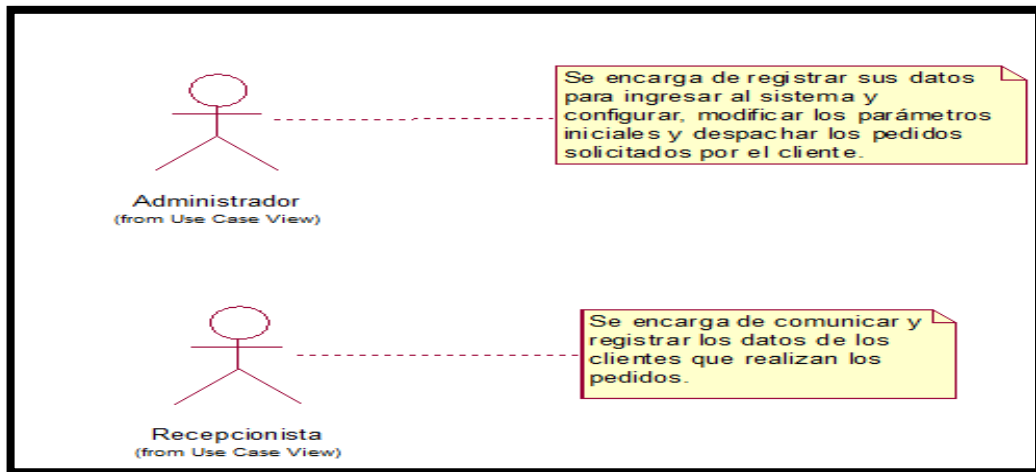 Se encarga de registrar sus datos
para ingresar al sistema y
configurar, modificar los parámetros
iniciales y despachar los pedidos
solicitados por el cliente.
Administrador
(from Use Case View)
Se encarga de comunicar y
registrar los datos de los
clientes que realizan los
pedidos.
Recepcionista
(from Use Case View)